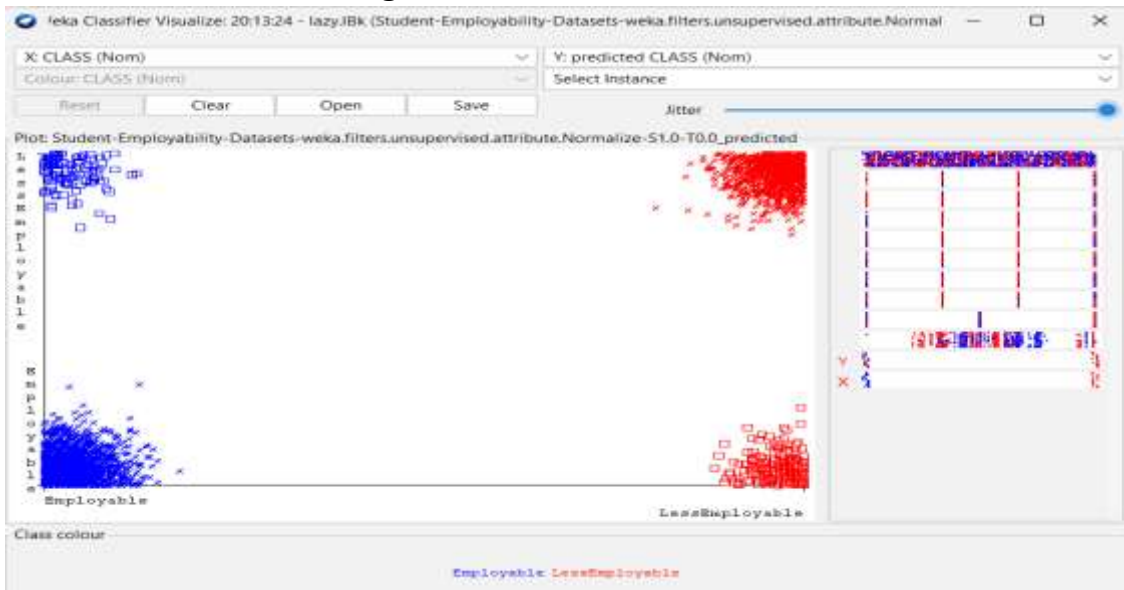 Weka Classifier Visualize: 20:13:24 - lazy.IBk (Student-Employability-Datasets-weka.filters.unsupervised.attribute.Normal
X: CLASS (Nom)
Y: predicted CLASS (Nom)
Colour: CLASS (Nom)
Select Instance
Reset
Clear
Open
Save
Jitter
Plot: Student-Employability-Datasets-weka.filters.unsupervised.attribute.Normalize-S1.0-T0.0_predicted
LessEmployable
Employable
Y
X
Employable
LessEmployable
Class colour
Employable LessEmployable